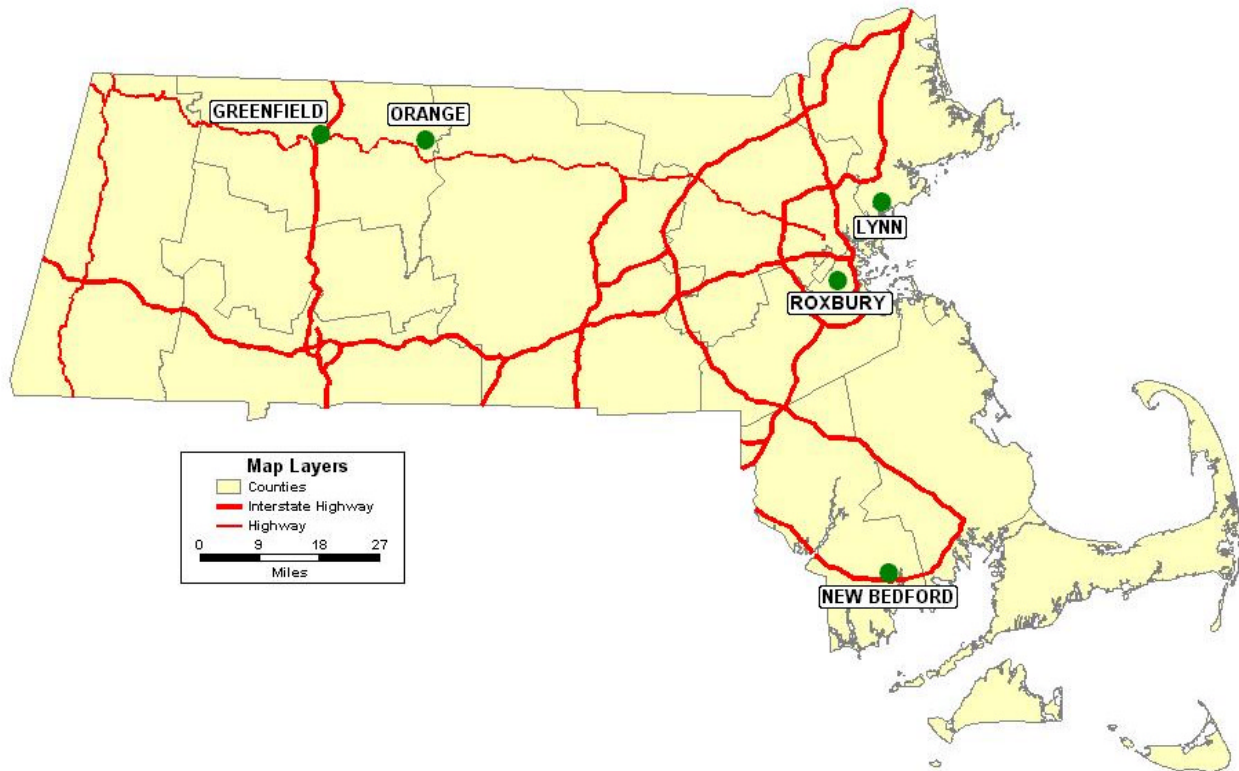 GREENFIELD
ORANGE
LYNN
ROXBURY
NEW BEDFORD
Map Layers
Counties
Interstate Highway
Highway
0 9 18 27
Miles